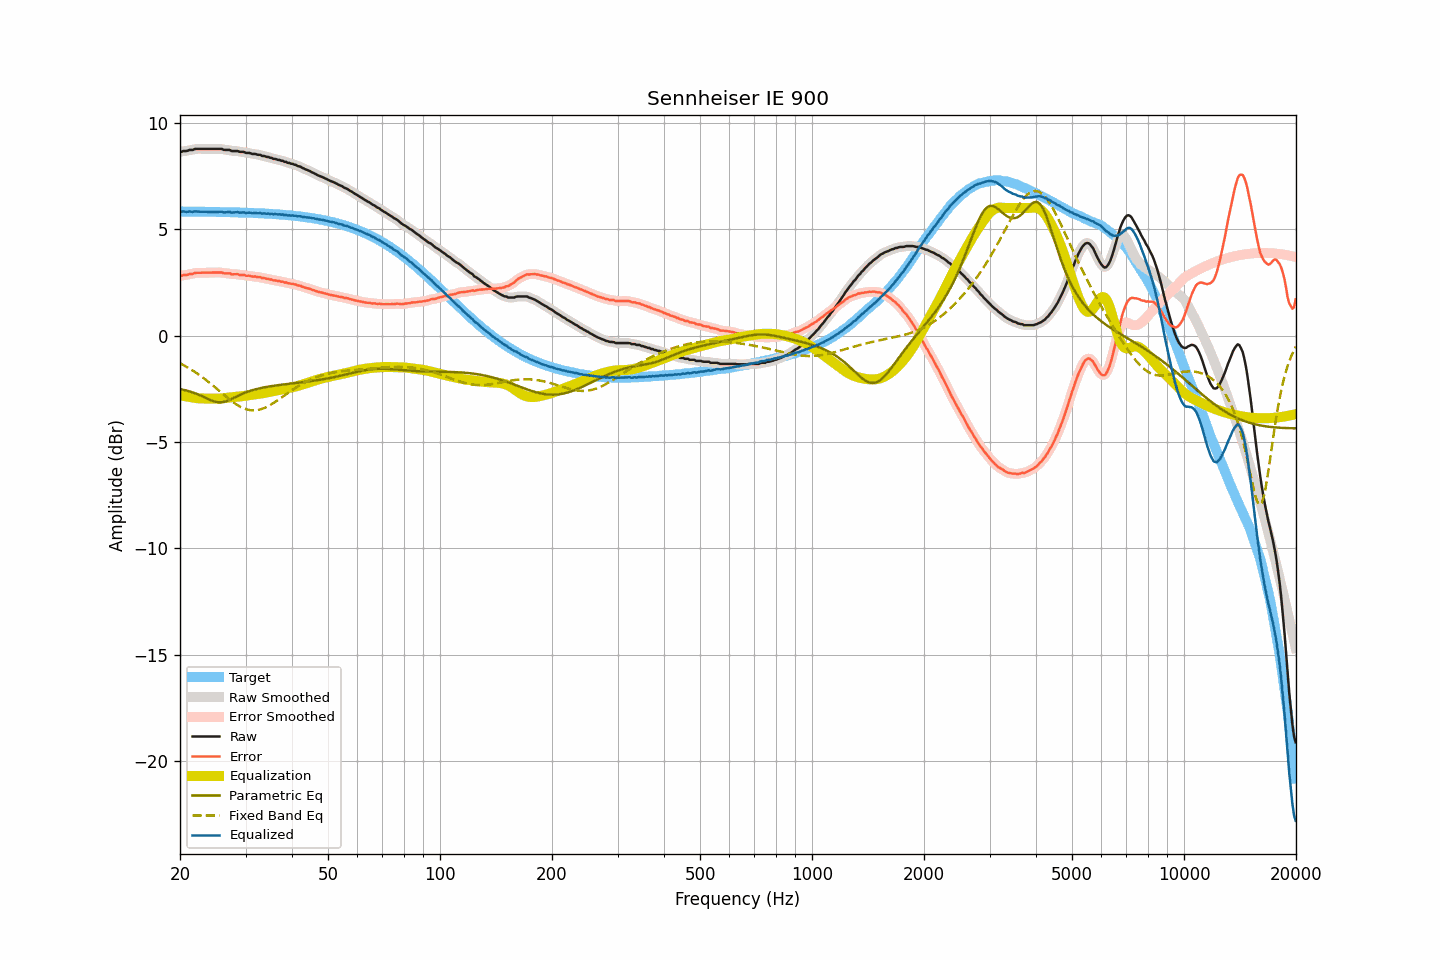 Sennheiser IE 900
10
5
0
−5
−10
−15
−20
Amplitude (dBr)
Target
Raw Smoothed
Error Smoothed
Raw
Error
Equalization
Parametric Eq
Fixed Band Eq
Equalized
20 50 100 200 500 1000 2000 5000 10000 20000
Frequency (Hz)